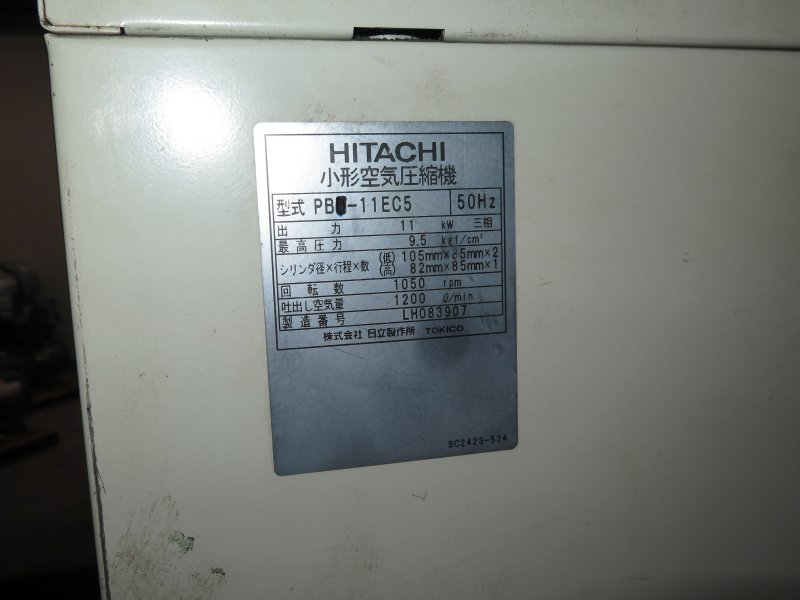 HITACHI
小形空気圧縮機
型式 PB -11EC5 50Hz
出力 11 kW 三相
最高圧力 9.5 kgf/cm²
シリンダ径×行程×数 (低) 105mm×85mm×2
(高) 82mm×85mm×1
回転数 1050 rpm
吐出し空気量 1200 ℓ/min
製造番号 LH083907
株式会社 日立製作所 TOKICO
SC2423-524